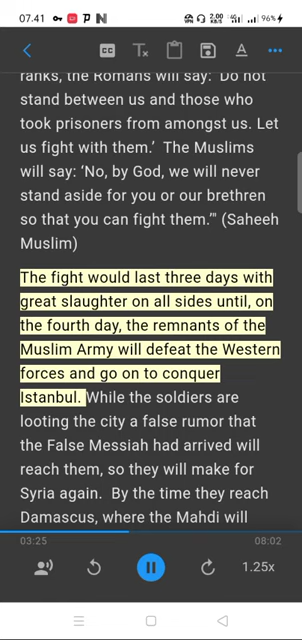 07.41
2,00
KB/s
4G
96%
CC
ranks, the Romans will say: 'Do not
stand between us and those who
took prisoners from amongst us. Let
us fight with them.'  The Muslims
will say: 'No, by God, we will never
stand aside for you or our brethren
so that you can fight them.'" (Saheeh
Muslim)
The fight would last three days with
great slaughter on all sides until, on
the fourth day, the remnants of the
Muslim Army will defeat the Western
forces and go on to conquer
Istanbul.  While the soldiers are
looting the city a false rumor that
the False Messiah had arrived will
reach them, so they will make for
Syria again.  By the time they reach
Damascus, where the Mahdi will
03:25
08:02
1.25x